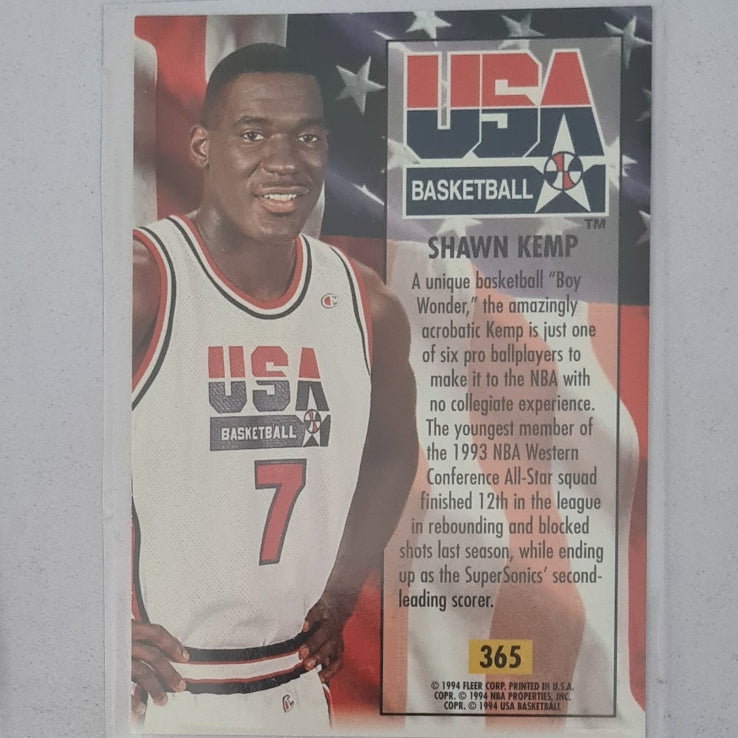 USA
BASKETBALL
TM
SHAWN KEMP
A unique basketball “Boy
Wonder,” the amazingly
acrobatic Kemp is just one
of six pro ballplayers to
make it to the NBA with
no collegiate experience.
The youngest member of
the 1993 NBA Western
Conference All-Star squad
finished 12th in the league
in rebounding and blocked
shots last season, while ending
up as the SuperSonics’ second-
leading scorer.
365
© 1994 FLEER CORP. PRINTED IN U.S.A.
COPR. © 1994 NBA PROPERTIES, INC.
COPR. © 1994 USA BASKETBALL
USA
BASKETBALL
7